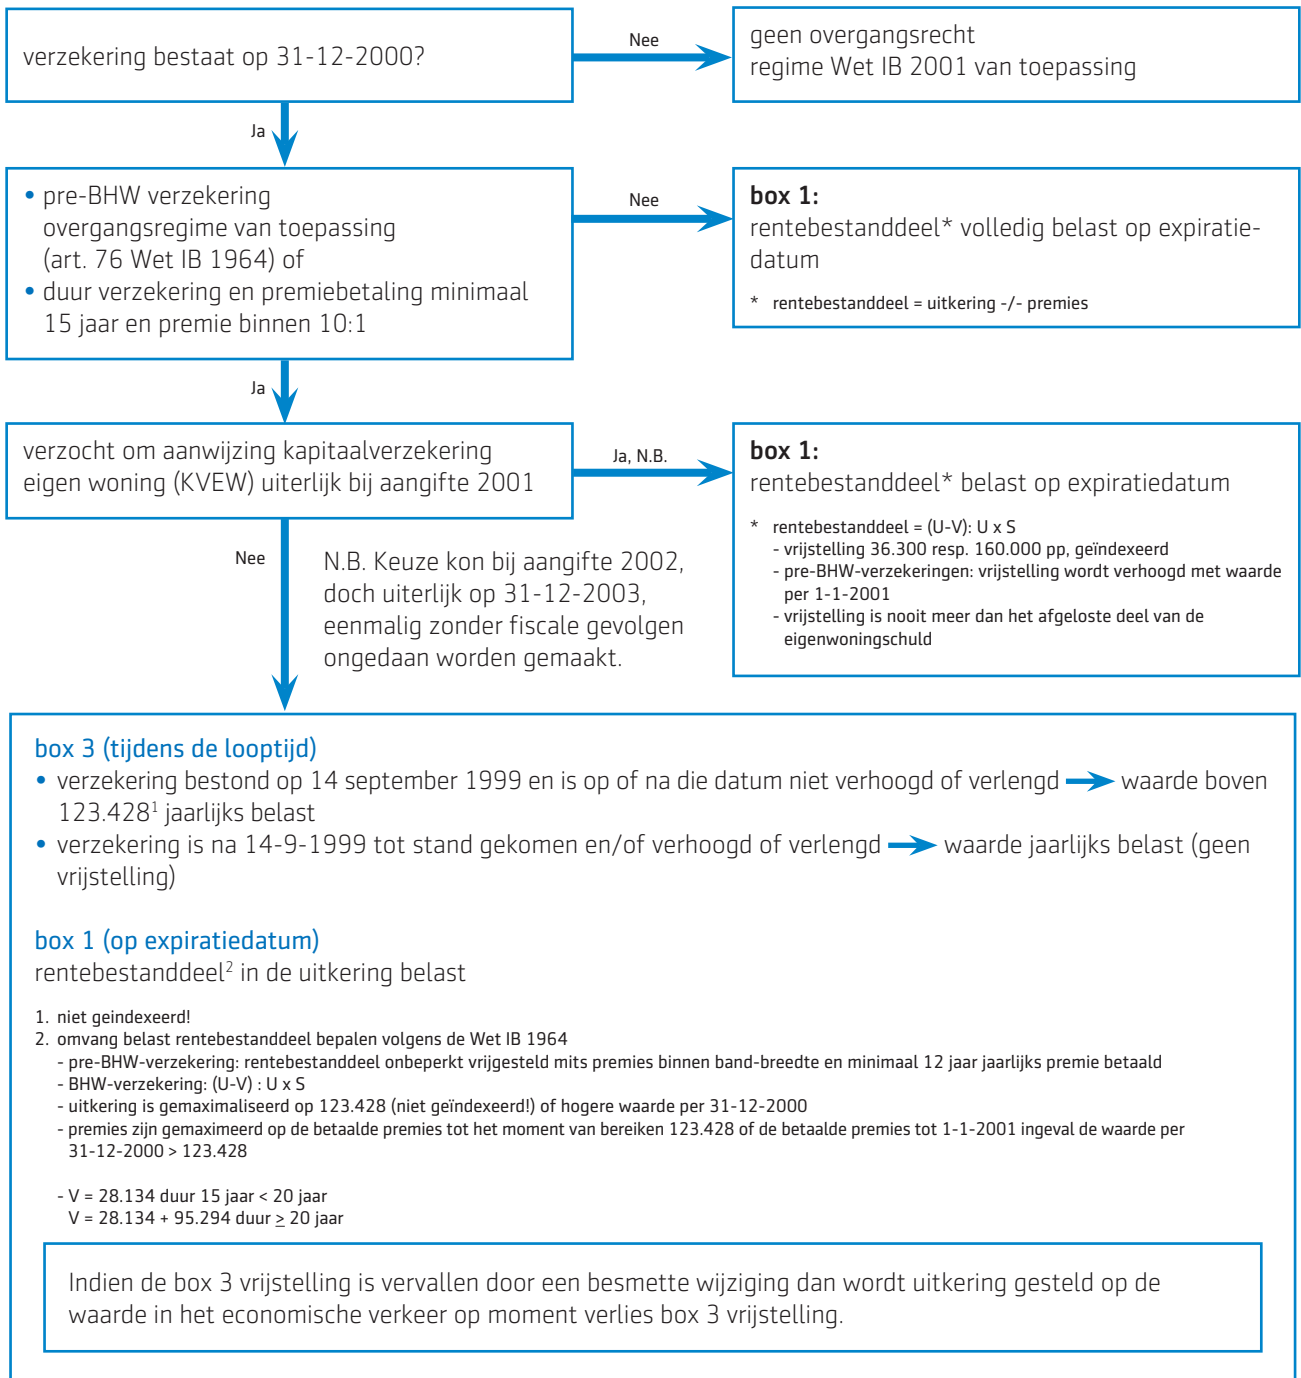 verzekering bestaat op 31-12-2000?
Nee
geen overgangsrecht
regime Wet IB 2001 van toepassing
Ja
• pre-BHW verzekering
overgangsregime van toepassing
(art. 76 Wet IB 1964) of
• duur verzekering en premiebetaling minimaal
15 jaar en premie binnen 10:1
Nee
box 1:
rentebestanddeel* volledig belast op expiratie-
datum
* rentebestanddeel = uitkering -/- premies
Ja
verzocht om aanwijzing kapitaalverzekering
eigen woning (KVEW) uiterlijk bij aangifte 2001
Ja, N.B.
box 1:
rentebestanddeel* belast op expiratiedatum
* rentebestanddeel = (U-V): U x S
- vrijstelling 36.300 resp. 160.000 pp, geïndexeerd
- pre-BHW-verzekeringen: vrijstelling wordt verhoogd met waarde
per 1-1-2001
- vrijstelling is nooit meer dan het afgeloste deel van de
eigenwoningschuld
Nee
N.B. Keuze kon bij aangifte 2002,
doch uiterlijk op 31-12-2003,
eenmalig zonder fiscale gevolgen
ongedaan worden gemaakt.
box 3 (tijdens de looptijd)
• verzekering bestond op 14 september 1999 en is op of na die datum niet verhoogd of verlengd → waarde boven
123.428¹ jaarlijks belast
• verzekering is na 14-9-1999 tot stand gekomen en/of verhoogd of verlengd → waarde jaarlijks belast (geen
vrijstelling)
box 1 (op expiratiedatum)
rentebestanddeel² in de uitkering belast
1. niet geindexeerd!
2. omvang belast rentebestanddeel bepalen volgens de Wet IB 1964
- pre-BHW-verzekering: rentebestanddeel onbeperkt vrijgesteld mits premies binnen band-breedte en minimaal 12 jaar jaarlijks premie betaald
- BHW-verzekering: (U-V) : U x S
- uitkering is gemaximaliseerd op 123.428 (niet geïndexeerd!) of hogere waarde per 31-12-2000
- premies zijn gemaximeerd op de betaalde premies tot het moment van bereiken 123.428 of de betaalde premies tot 1-1-2001 ingeval de waarde per
31-12-2000 > 123.428
- V = 28.134 duur 15 jaar < 20 jaar
V = 28.134 + 95.294 duur ≥ 20 jaar
Indien de box 3 vrijstelling is vervallen door een besmette wijziging dan wordt uitkering gesteld op de
waarde in het economische verkeer op moment verlies box 3 vrijstelling.